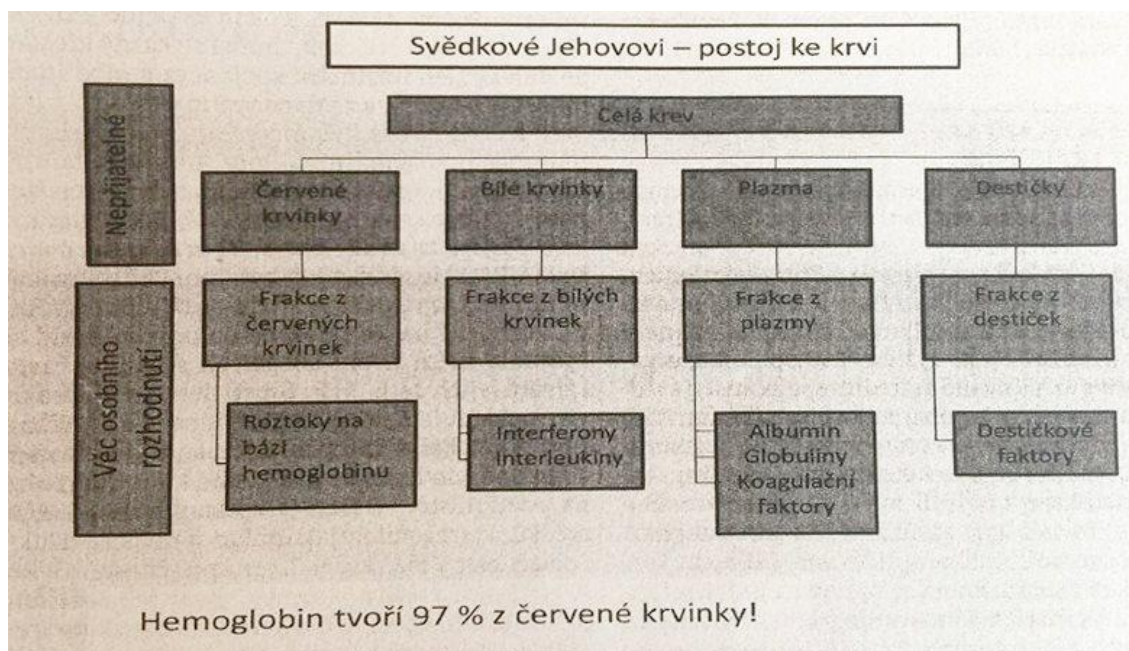 Svědkové Jehovovi – postoj ke krvi
Nepřijatelné
Celá krev
Červené
krvinky
Bílé krvinky
Plazma
Destičky
Věc osobního
rozhodnutí
Frakce z
červených
krvinek
Frakce z bílých
krvinek
Frakce z
plazmy
Frakce z
destiček
Roztoky na
bázi
hemoglobinu
Interferony
Interleukiny
Albumin
Globulíny
Koagulační
faktory
Destičkové
faktory
Hemoglobin tvoří 97 % z červené krvinky!